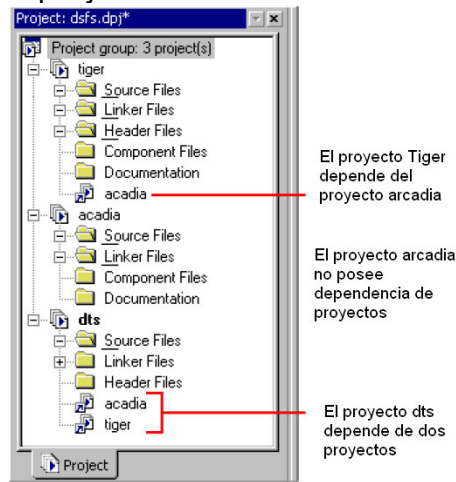 Project: dsfs.dpj*
Project group: 3 project(s)
tiger
Source Files
Linker Files
Header Files
Component Files
Documentation
acadia
El proyecto Tiger
depende del
proyecto arcadia
acadia
Source Files
Linker Files
Component Files
Documentation
El proyecto arcadia
no posee
dependencia de
proyectos
dts
Source Files
Linker Files
Header Files
acadia
tiger
El proyecto dts
depende de dos
proyectos
Project